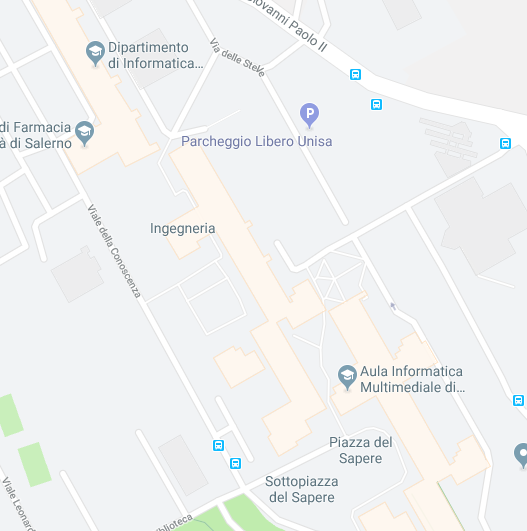 Giovanni Paolo II
Dipartimento
di Informatica...
Via delle Stelle
P
Parcheggio Libero Unisa
di Farmacia
à di Salerno
Ingegneria
Viale della Conoscenza
Aula Informatica
Multimediale di...
Piazza del
Sapere
Sottopiazza
del Sapere
Viale Leonard
iblioteca